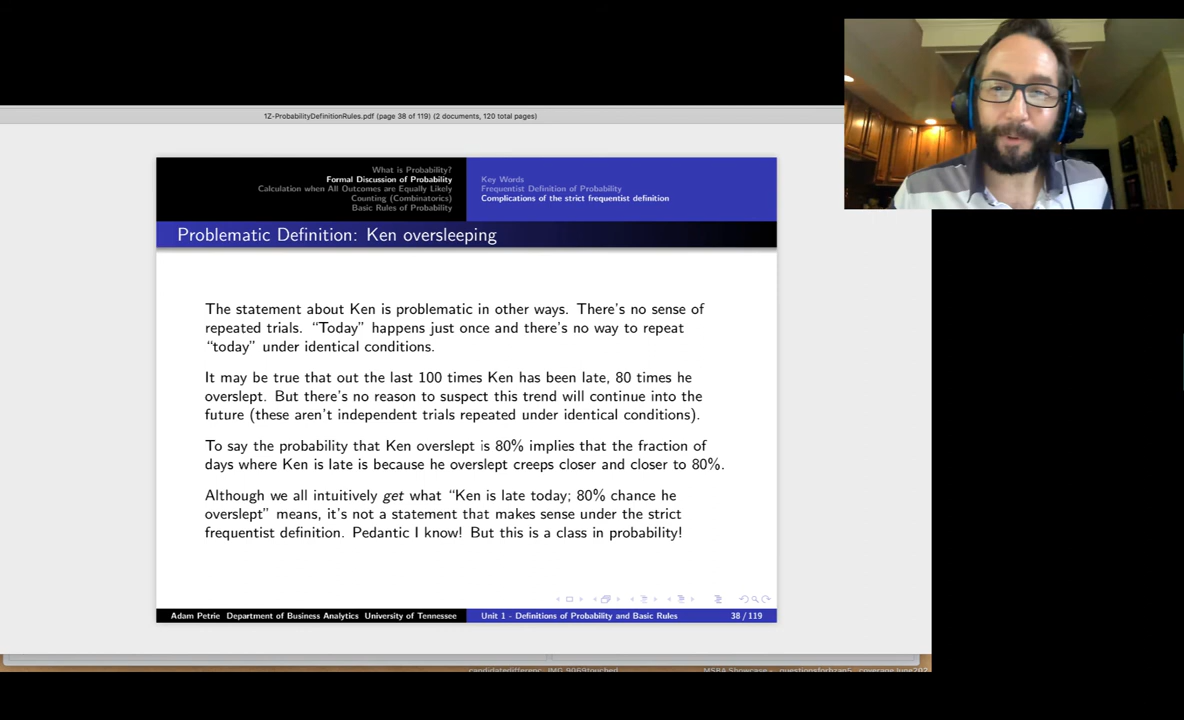 1Z-ProbabilityDefinitionRules.pdf (page 38 of 119) (2 documents, 120 total pages)
What is Probability?
Formal Discussion of Probability
Calculation when All Outcomes are Equally Likely
Counting (Combinatorics)
Basic Rules of Probability
Key Words
Frequentist Definition of Probability
Complications of the strict frequentist definition
Problematic Definition: Ken oversleeping
The statement about Ken is problematic in other ways. There's no sense of
repeated trials. “Today” happens just once and there's no way to repeat
“today” under identical conditions.
It may be true that out the last 100 times Ken has been late, 80 times he
overslept. But there's no reason to suspect this trend will continue into the
future (these aren't independent trials repeated under identical conditions).
To say the probability that Ken overslept is 80% implies that the fraction of
days where Ken is late is because he overslept creeps closer and closer to 80%.
Although we all intuitively get what “Ken is late today; 80% chance he
overslept” means, it's not a statement that makes sense under the strict
frequentist definition. Pedantic I know! But this is a class in probability!
Adam Petrie Department of Business Analytics University of Tennessee
Unit 1 - Definitions of Probability and Basic Rules
38 / 119